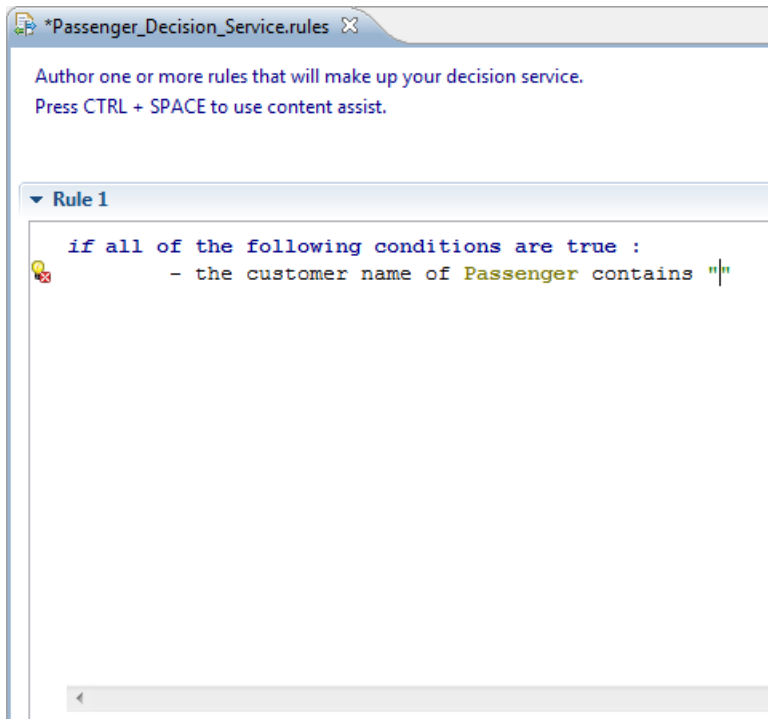 *Passenger_Decision_Service.rules
Author one or more rules that will make up your decision service.
Press CTRL + SPACE to use content assist.
Rule 1
if all of the following conditions are true :
- the customer name of Passenger contains ""